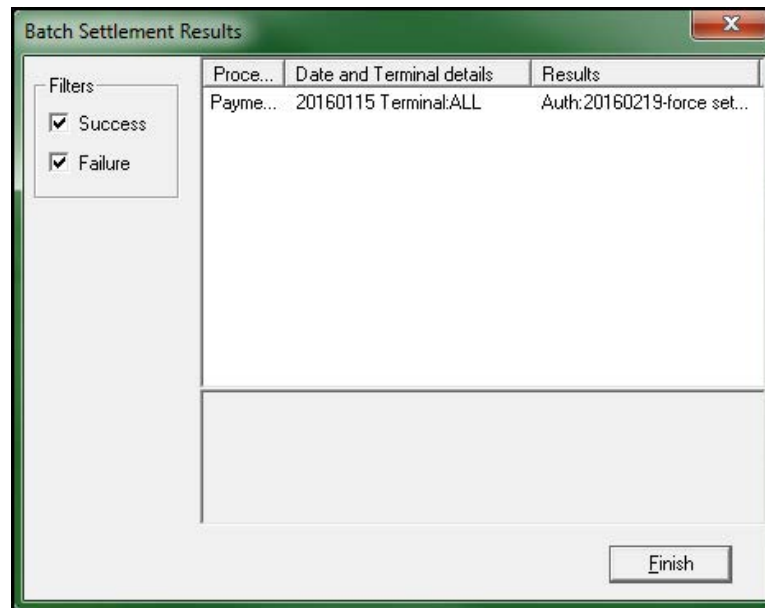 Batch Settlement Results
Filters
Success
Failure
Proce... Date and Terminal details Results
Payme... 20160115 Terminal:ALL Auth:20160219-force set...
Finish